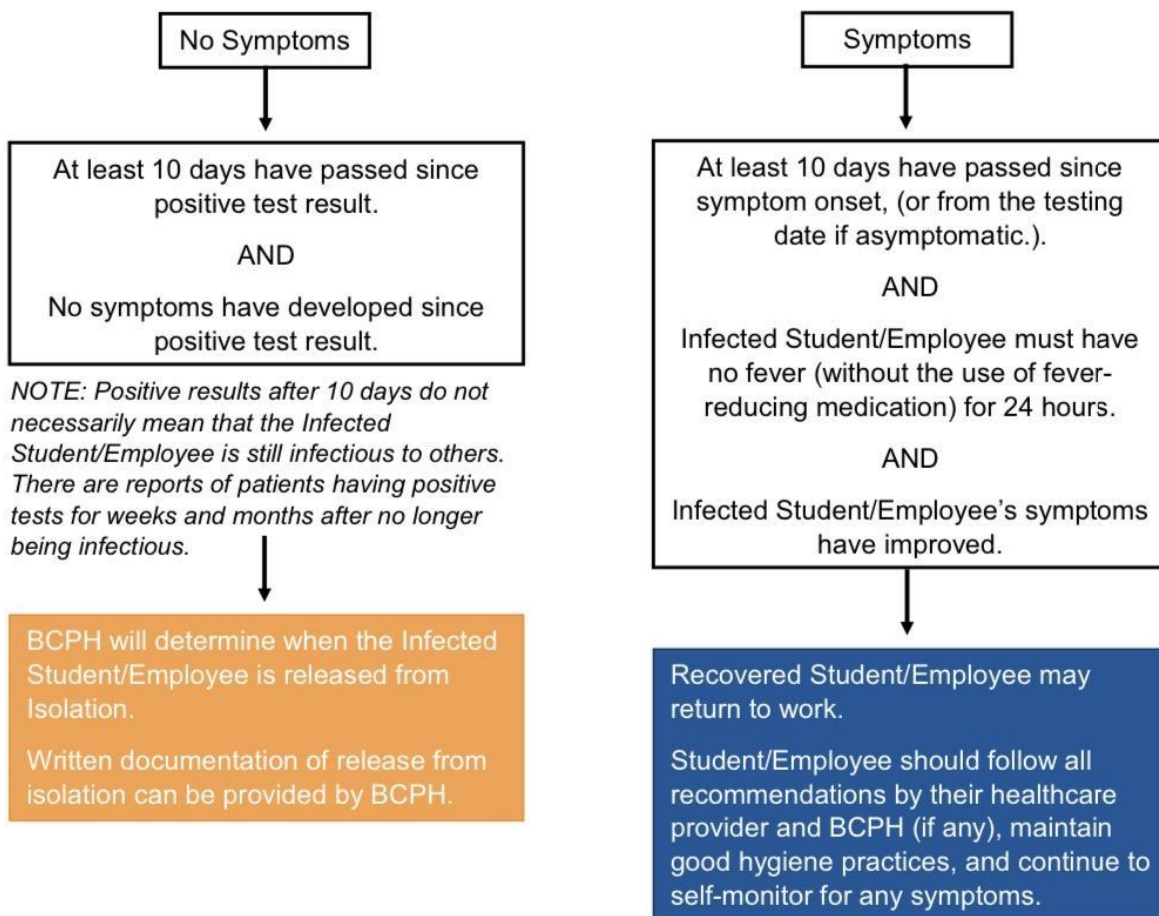 No Symptoms
At least 10 days have passed since
positive test result.
AND
No symptoms have developed since
positive test result.
NOTE: Positive results after 10 days do not
necessarily mean that the Infected
Student/Employee is still infectious to others.
There are reports of patients having positive
tests for weeks and months after no longer
being infectious.
BCPH will determine when the Infected
Student/Employee is released from
Isolation.
Written documentation of release from
isolation can be provided by BCPH.
Symptoms
At least 10 days have passed since
symptom onset, (or from the testing
date if asymptomatic.).
AND
Infected Student/Employee must have
no fever (without the use of fever-
reducing medication) for 24 hours.
AND
Infected Student/Employee’s symptoms
have improved.
Recovered Student/Employee may
return to work.
Student/Employee should follow all
recommendations by their healthcare
provider and BCPH (if any), maintain
good hygiene practices, and continue to
self-monitor for any symptoms.